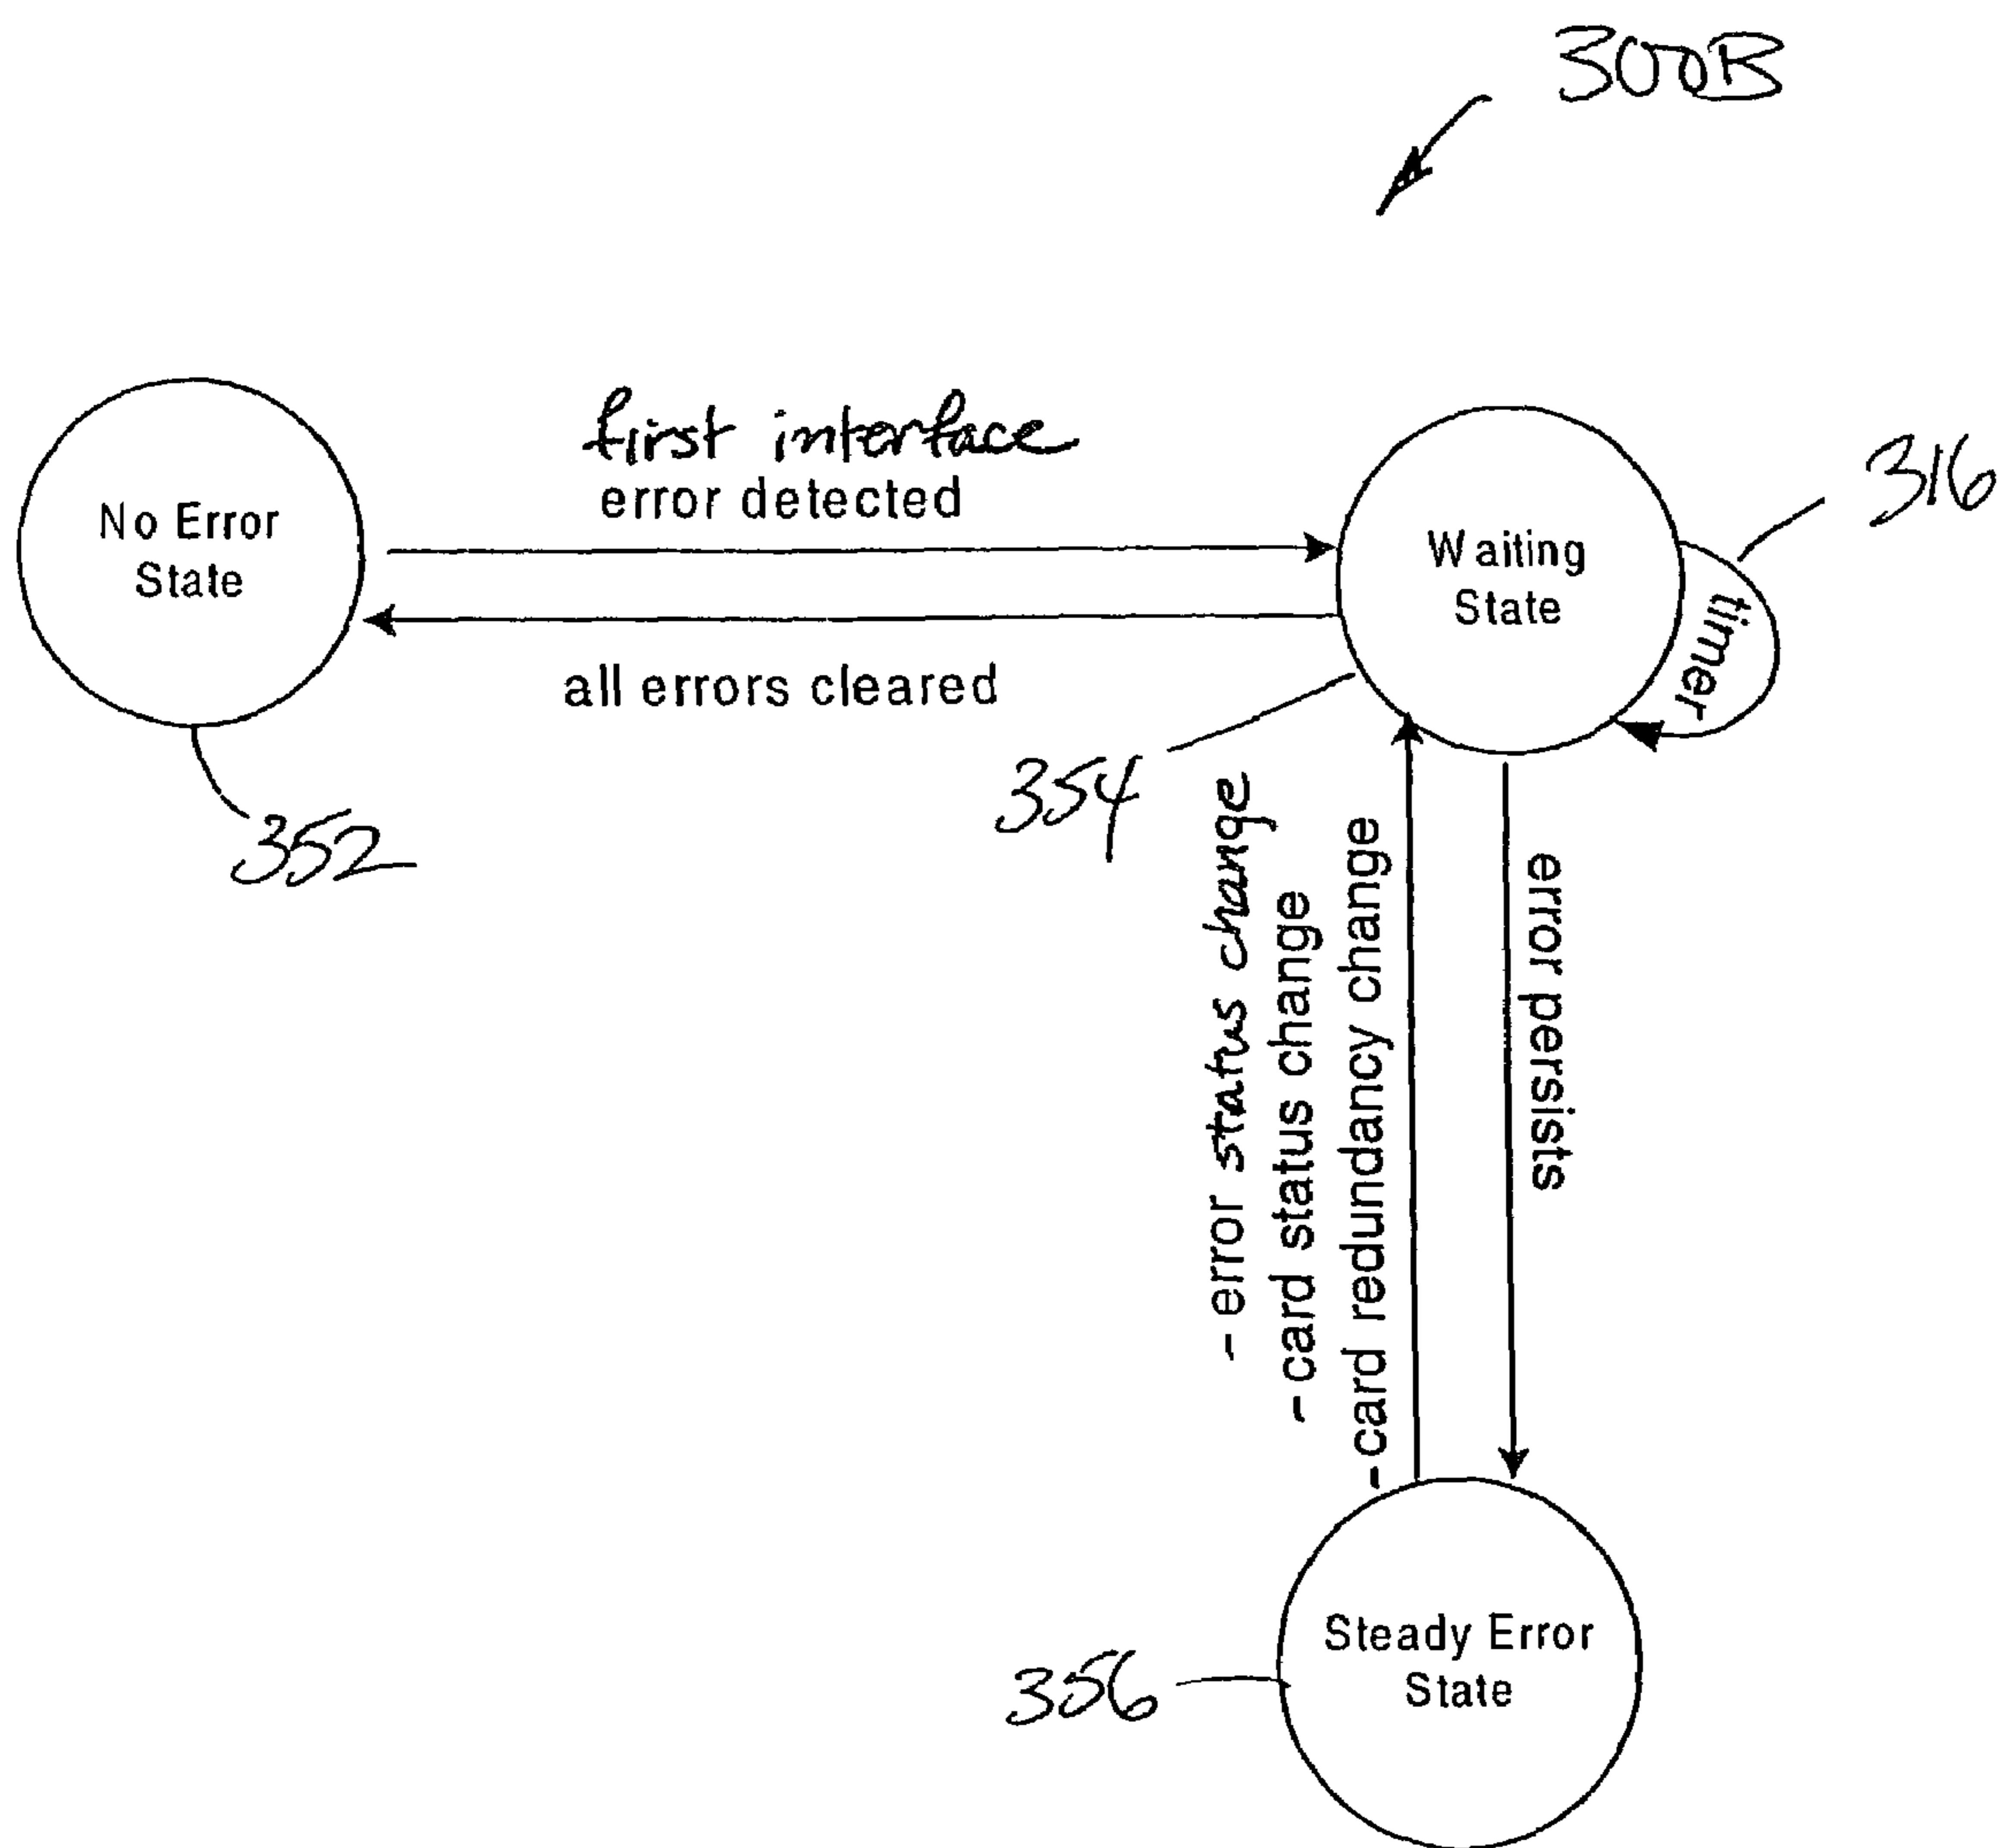 300B
first interface
error detected
No Error
State
Waiting
State
316
timer
all errors cleared
354
352
- error status change
- card status change
- card redundancy change
error persists
Steady Error
State
356